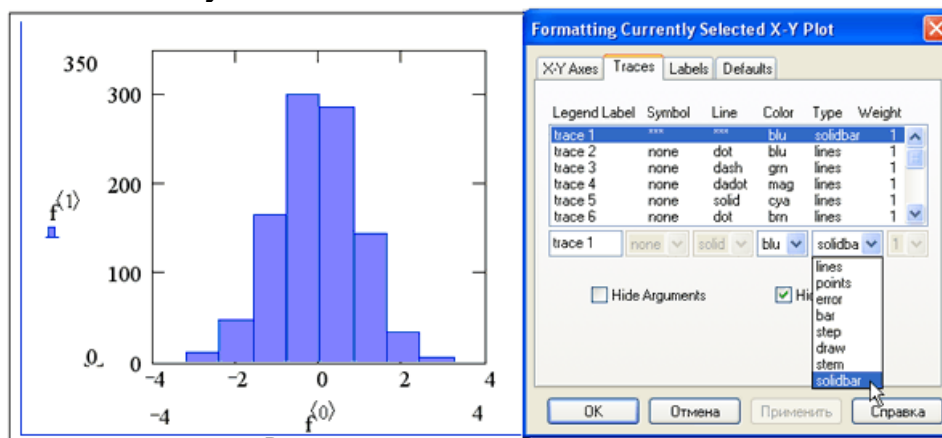 350
300
200
100
0
0
f⟨1⟩
-4 -2 0 2 4
-4 f⟨0⟩ 4
Formatting Currently Selected X-Y Plot
X-Y Axes Traces Labels Defaults
Legend Label Symbol Line Color Type Weight
trace 1 *** *** blu solidbar 1
trace 2 none dot blu lines 1
trace 3 none dash grn lines 1
trace 4 none dadot mag lines 1
trace 5 none solid cya lines 1
trace 6 none dot brn lines 1
trace 1 none solid blu solidba 1
lines
Hide Arguments Hi
points
error
bar
step
draw
stem
solidbar
OK Отмена Применить Справка